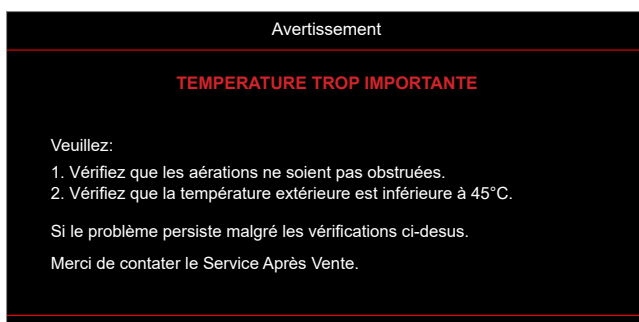 Avertissement
TEMPERATURE TROP IMPORTANTE
Veuillez:
1. Vérifiez que les aérations ne soient pas obstruées.
2. Vérifiez que la température extérieure est inférieure à 45°C.
Si le problème persiste malgré les vérifications ci-desus.
Merci de contater le Service Après Vente.